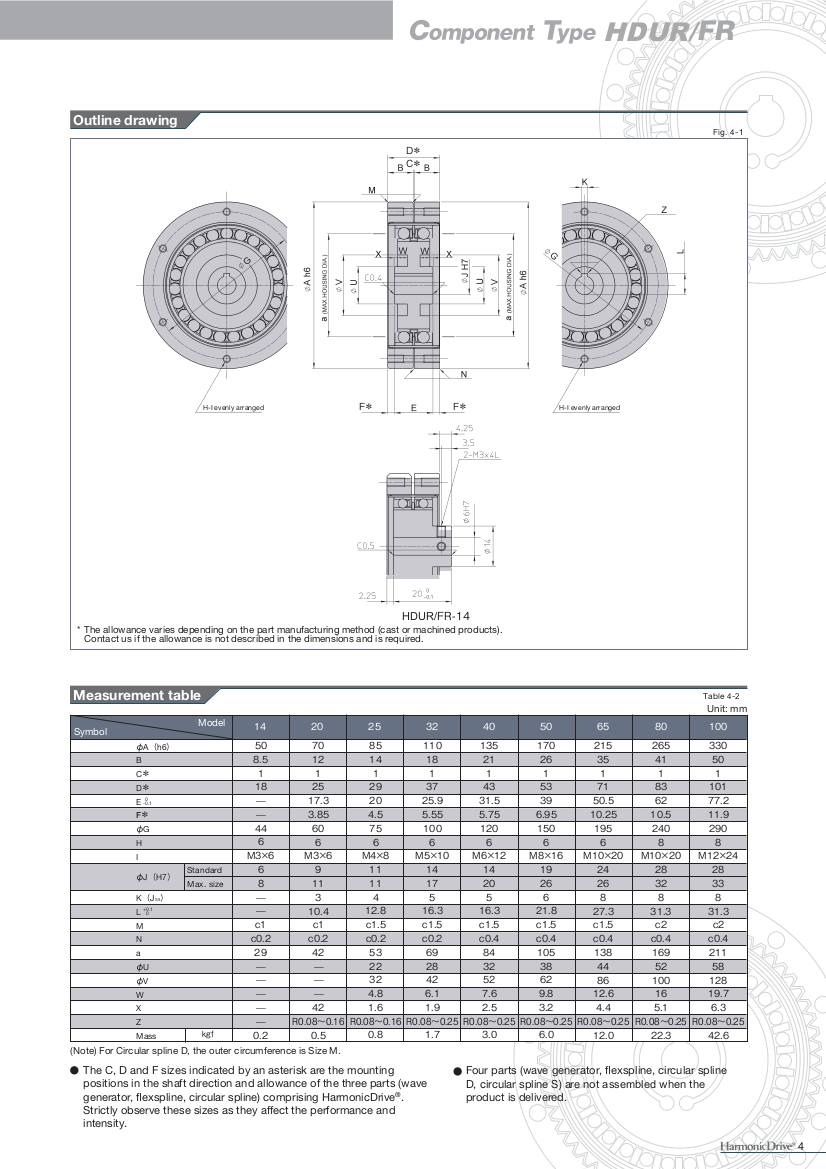 Component Type HDUR/FR
Outline drawing
Fig. 4-1
D*
C*
B B
M
K
Z
L
φG
φA h6
a (MAX.HOUSING DIA.)
φV
φU
X W W X
C0.4
φJ H7
φU
φV
a (MAX.HOUSING DIA.)
φA h6
φG
N
H-I evenly arranged
F* E F*
H-I evenly arranged
4.25
3.5
2-M3x4L
φ6H7
φ14
C0.5
2.25
20 0 -0.1
HDUR/FR-14
* The allowance varies depending on the part manufacturing method (cast or machined products).
Contact us if the allowance is not described in the dimensions and is required.
Measurement table
Table 4-2
Unit: mm
Symbol Model 14 20 25 32 40 50 65 80 100
φA (h6) 50 70 85 110 135 170 215 265 330
B 8.5 12 14 18 21 26 35 41 50
C* 1 1 1 1 1 1 1 1 1
D* 18 25 29 37 43 53 71 83 101
E 0 -0.1 — 17.3 20 25.9 31.5 39 50.5 62 77.2
F* — 3.85 4.5 5.55 5.75 6.95 10.25 10.5 11.9
φG 44 60 75 100 120 150 195 240 290
H 6 6 6 6 6 6 6 8 8
I M3×6 M3×6 M4×8 M5×10 M6×12 M8×16 M10×20 M10×20 M12×24
φJ (H7) Standard 6 9 11 14 14 19 24 28 28
Max. size 8 11 11 17 20 26 26 32 33
K (Js9) — 3 4 5 5 6 8 8 8
L +0.1 0 — 10.4 12.8 16.3 16.3 21.8 27.3 31.3 31.3
M c1 c1 c1.5 c1.5 c1.5 c1.5 c1.5 c2 c2
N c0.2 c0.2 c0.2 c0.2 c0.4 c0.4 c0.4 c0.4 c0.4
a 29 42 53 69 84 105 138 169 211
φU — — 22 28 32 38 44 52 58
φV — — 32 42 52 62 86 100 128
W — — 4.8 6.1 7.6 9.8 12.6 16 19.7
X — 42 1.6 1.9 2.5 3.2 4.4 5.1 6.3
Z — R0.08～0.16 R0.08～0.16 R0.08～0.25 R0.08～0.25 R0.08～0.25 R0.08～0.25 R0.08～0.25 R0.08～0.25
Mass kgf 0.2 0.5 0.8 1.7 3.0 6.0 12.0 22.3 42.6
(Note) For Circular spline D, the outer circumference is Size M.
● The C, D and F sizes indicated by an asterisk are the mounting
positions in the shaft direction and allowance of the three parts (wave
generator, flexspline, circular spline) comprising HarmonicDrive®.
Strictly observe these sizes as they affect the performance and
intensity.
● Four parts (wave generator, flexspline, circular spline
D, circular spline S) are not assembled when the
product is delivered.
HarmonicDrive® 4